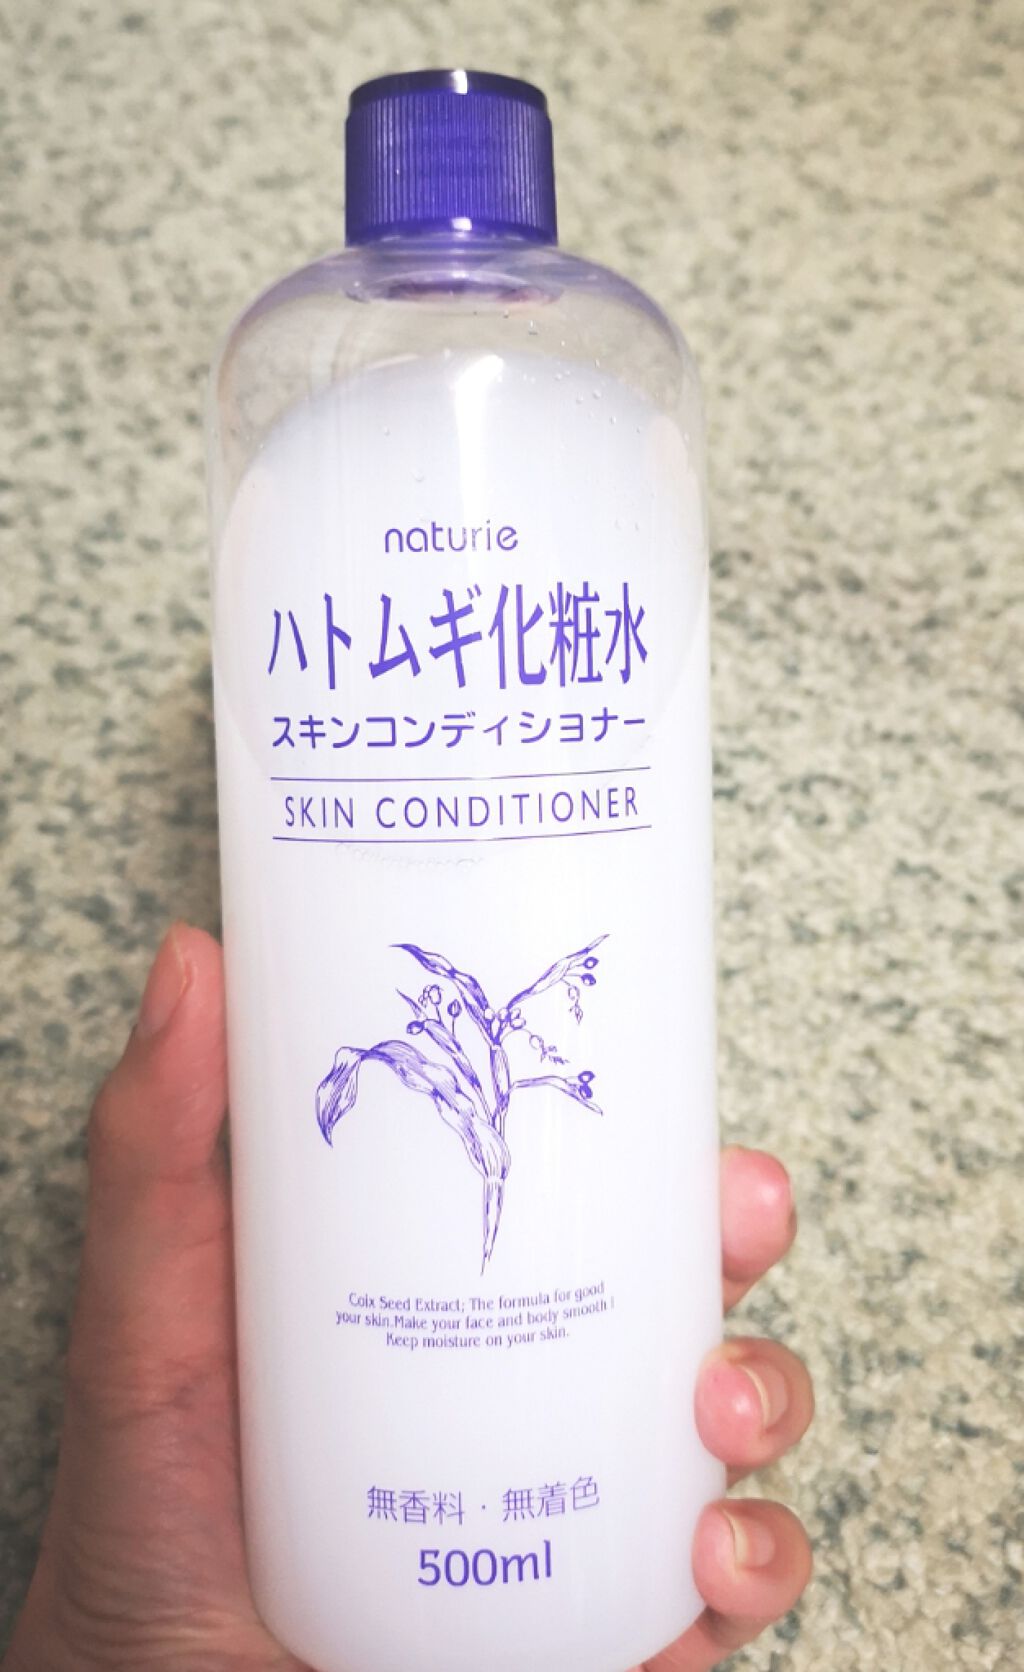 naturie
ハトムギ化粧水
スキンコンディショナー
SKIN CONDITIONER
Coix Seed Extract; The formula for good
your skin.Make your face and body smooth !
Keep moisture on your skin.
無香料・無着色
500ml